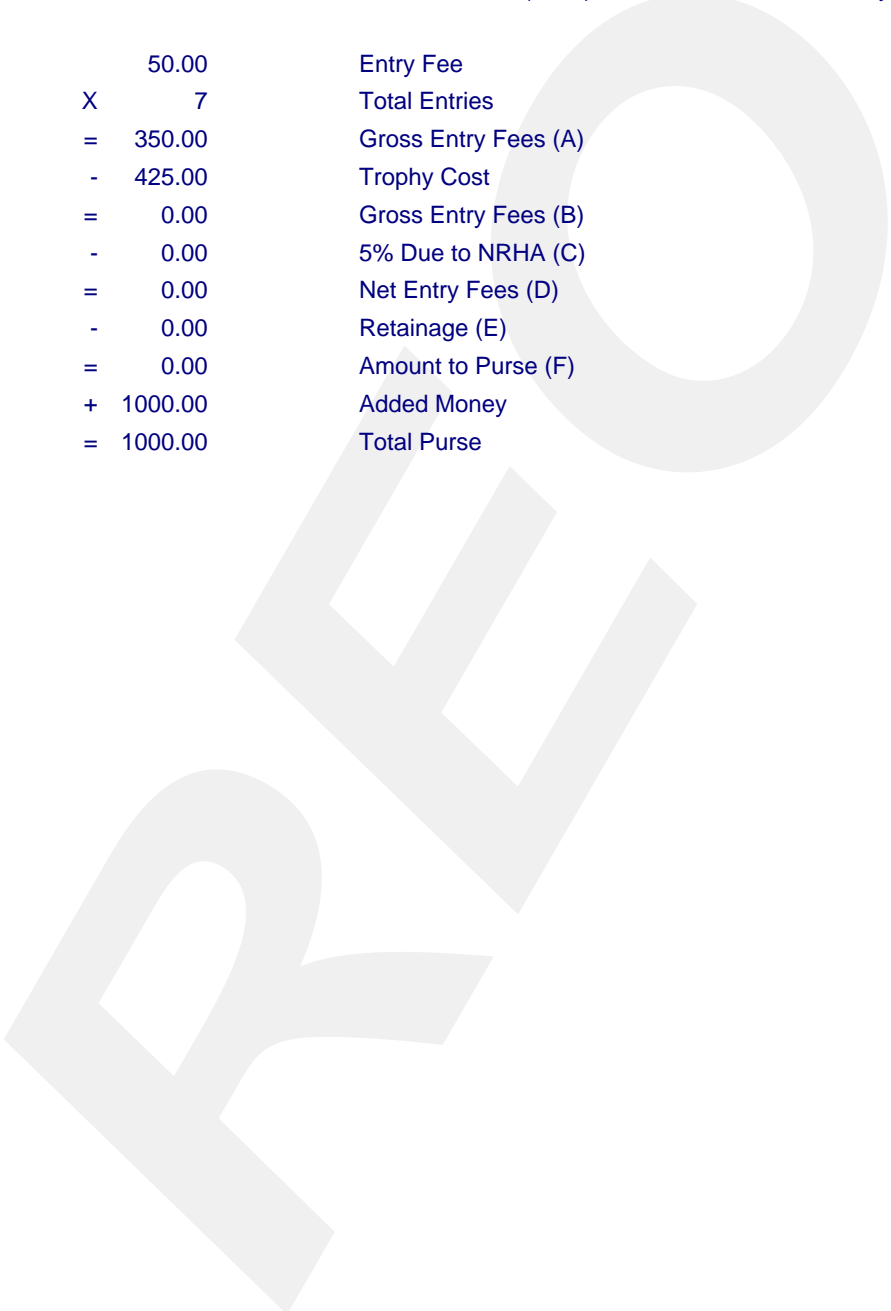 50.00 Entry Fee
X 7 Total Entries
= 350.00 Gross Entry Fees (A)
- 425.00 Trophy Cost
= 0.00 Gross Entry Fees (B)
- 0.00 5% Due to NRHA (C)
= 0.00 Net Entry Fees (D)
- 0.00 Retainage (E)
= 0.00 Amount to Purse (F)
+ 1000.00 Added Money
= 1000.00 Total Purse
REO